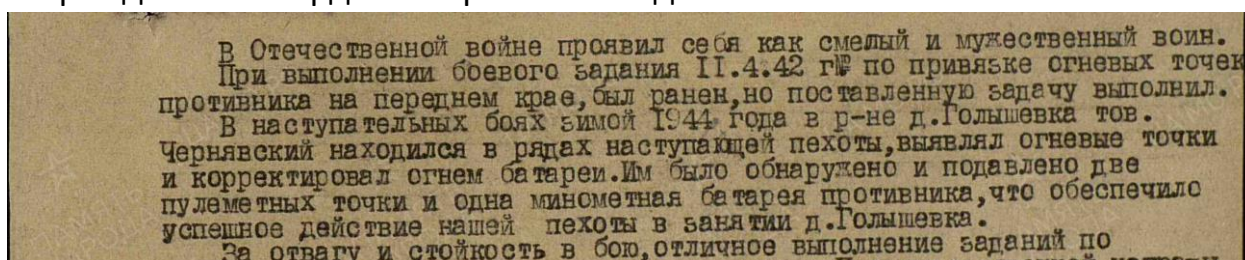 В Отечественной войне проявил себя как смелый и мужественный воин.
При выполнении боевого задания II.4.42 г по привязке огневых точек
противника на переднем крае,был ранен,но поставленную задачу выполнил.
В наступательных боях зимой 1944 года в р-не д.Голышевка тов.
Чернявский находился в рядах наступающей пехоты,выявлял огневые точки
и корректировал огнем батареи.Им было обнаружено и подавлено две
пулеметных точки и одна минометная батарея противника,что обеспечило
успешное действие нашей пехоты в занятии д.Голышевка.
За отвагу и стойкость в бою,отличное выполнение заданий по